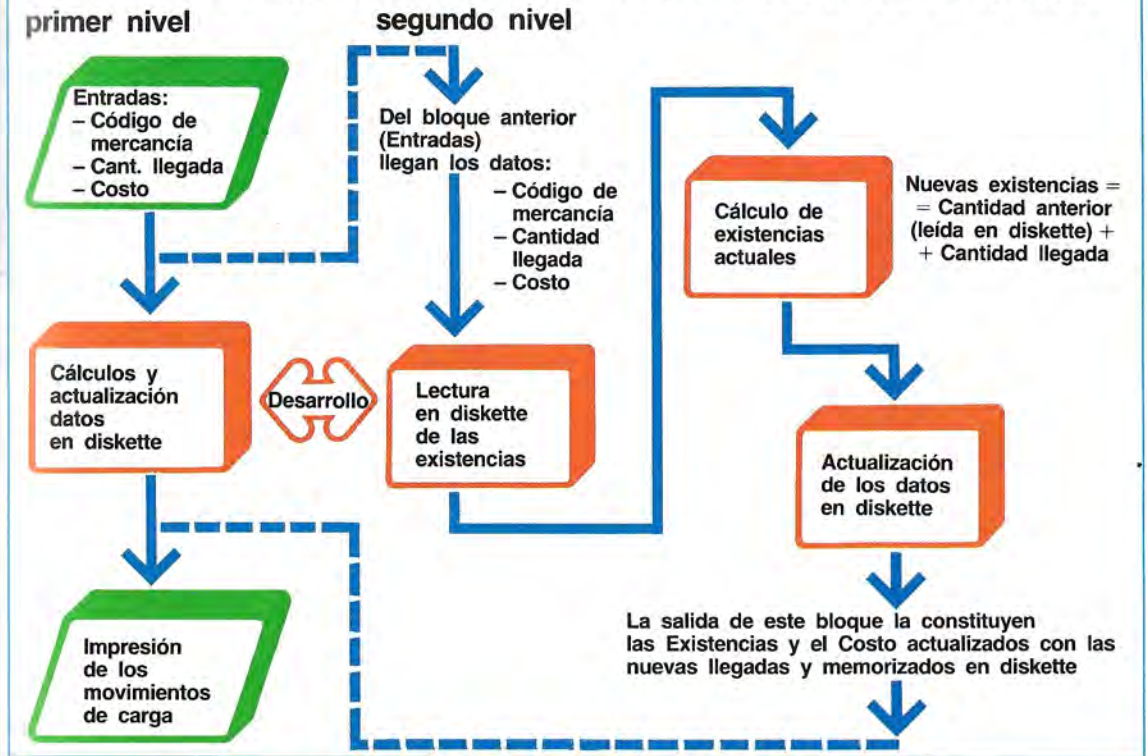 primer nivel
segundo nivel
Entradas:
– Código de
mercancía
– Cant. llegada
– Costo
Del bloque anterior
(Entradas)
llegan los datos:
– Código de
mercancía
– Cantidad
llegada
– Costo
Cálculo de
existencias
actuales
Nuevas existencias =
= Cantidad anterior
(leída en diskette) +
+ Cantidad llegada
Cálculos y
actualización
datos
en diskette
Desarrollo
Lectura
en diskette
de las
existencias
Actualización
de los datos
en diskette
Impresión
de los
movimientos
de carga
La salida de este bloque la constituyen
las Existencias y el Costo actualizados con las
nuevas llegadas y memorizados en diskette